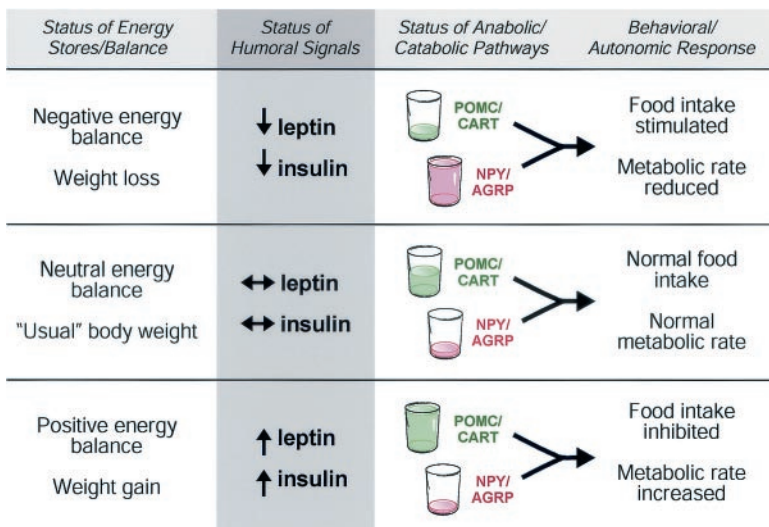 Status of Energy
Stores/Balance
Status of
Humoral Signals
Status of Anabolic/
Catabolic Pathways
Behavioral/
Autonomic Response
Negative energy
balance
Weight loss
↓ leptin
↓ insulin
POMC/
CART
NPY/
AGRP
Food intake
stimulated
Metabolic rate
reduced
Neutral energy
balance
"Usual" body weight
↔ leptin
↔ insulin
POMC/
CART
NPY/
AGRP
Normal food
intake
Normal
metabolic rate
Positive energy
balance
Weight gain
↑ leptin
↑ insulin
POMC/
CART
NPY/
AGRP
Food intake
inhibited
Metabolic rate
increased